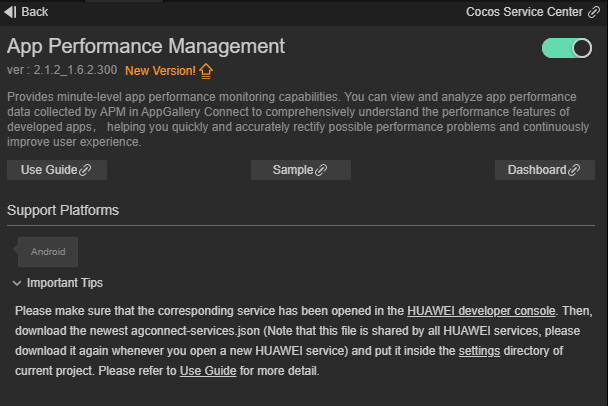 Back
Cocos Service Center
App Performance Management
ver : 2.1.2_1.6.2.300 New Version!
Provides minute-level app performance monitoring capabilities. You can view and analyze app performance
data collected by APM in AppGallery Connect to comprehensively understand the performance features of
developed apps， helping you quickly and accurately rectify possible performance problems and continuously
improve user experience.
Use Guide
Sample
Dashboard
Support Platforms
Android
Important Tips
Please make sure that the corresponding service has been opened in the HUAWEI developer console. Then,
download the newest agconnect-services.json (Note that this file is shared by all HUAWEI services, please
download it again whenever you open a new HUAWEI service) and put it inside the settings directory of
current project. Please refer to Use Guide for more detail.